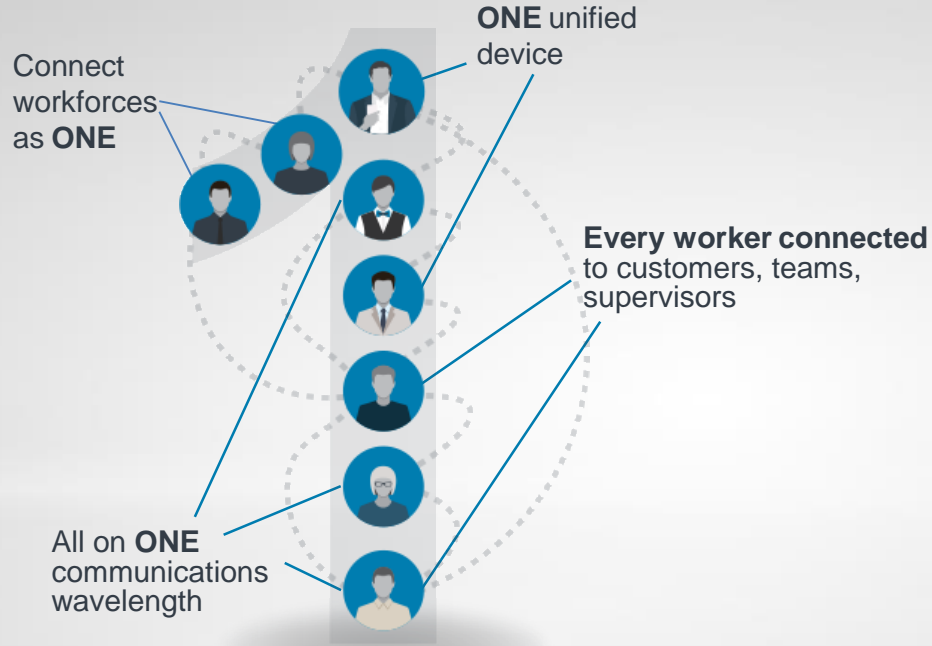 ONE unified
device
Connect
workforces
as ONE
Every worker connected
to customers, teams,
supervisors
All on ONE
communications
wavelength